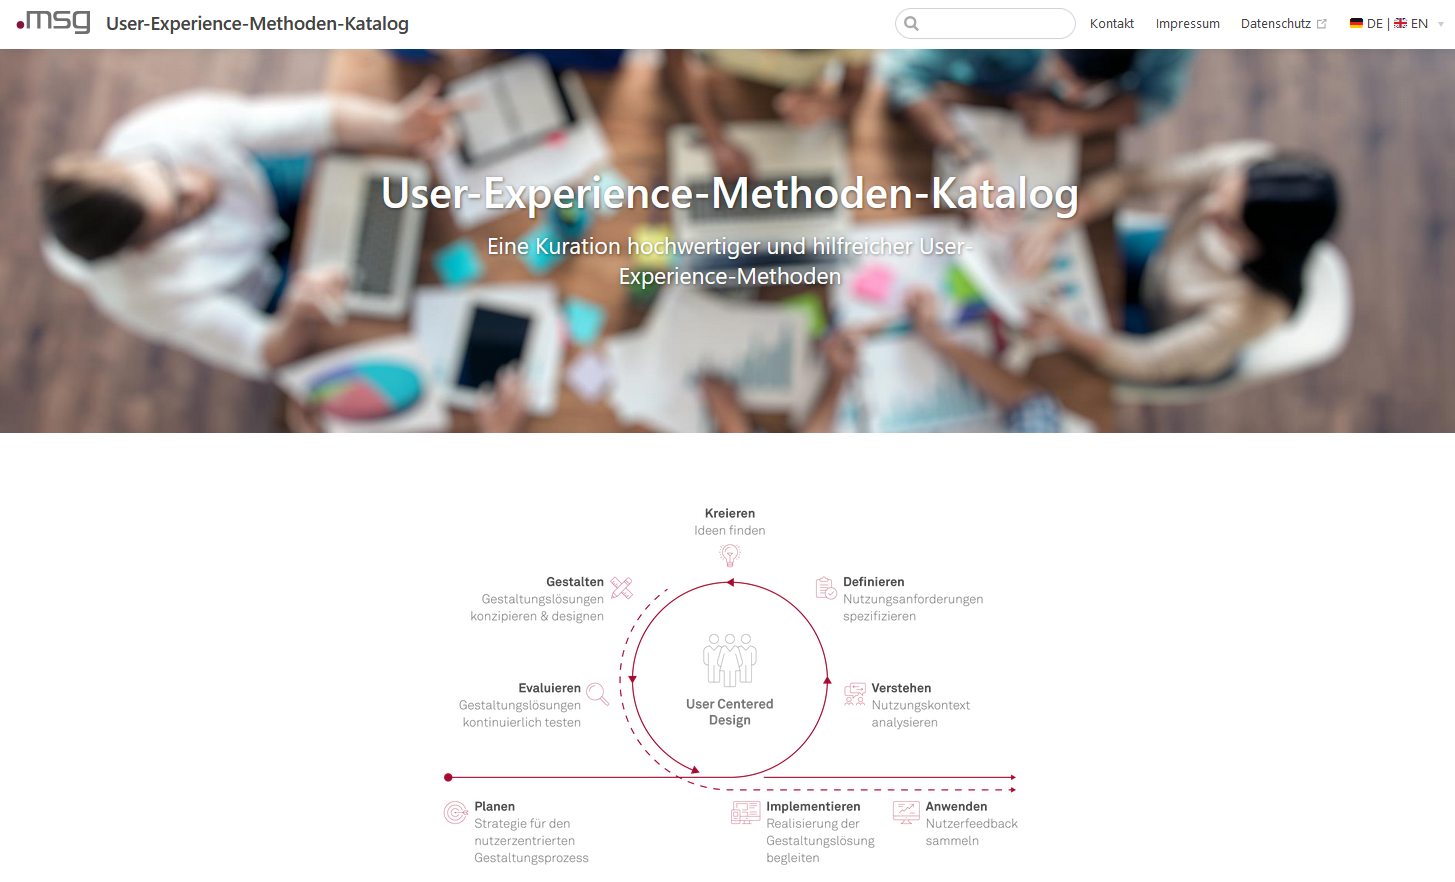 msg User-Experience-Methoden-Katalog
Kontakt Impressum Datenschutz DE | EN
User-Experience-Methoden-Katalog
Eine Kuration hochwertiger und hilfreicher User-
Experience-Methoden
Kreieren
Ideen finden
Gestalten
Gestaltungslösungen
konzipieren & designen
Definieren
Nutzungsanforderungen
spezifizieren
Evaluieren
Gestaltungslösungen
kontinuierlich testen
User Centered
Design
Verstehen
Nutzungskontext
analysieren
Planen
Strategie für den
nutzerzentrierten
Gestaltungsprozess
Implementieren
Realisierung der
Gestaltungslösung
begleiten
Anwenden
Nutzerfeedback
sammeln